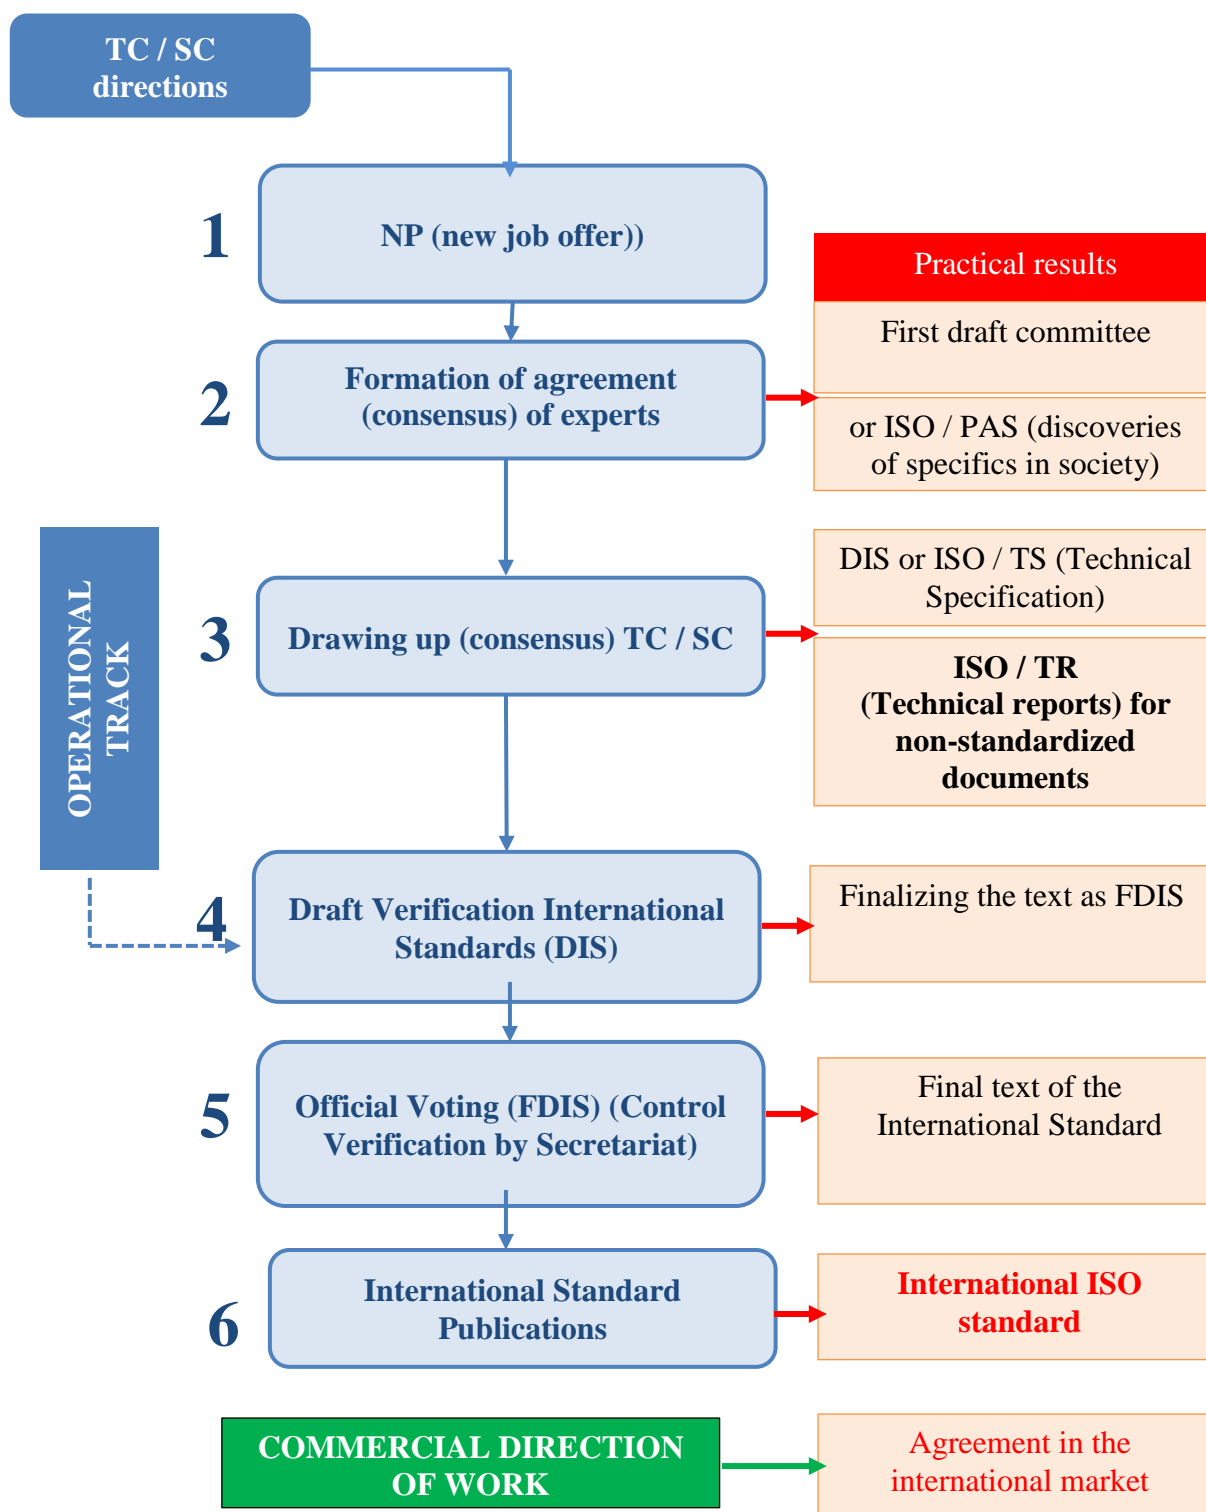 TC / SC
directions
1
NP (new job offer))
Practical results
First draft committee
2
Formation of agreement
(consensus) of experts
or ISO / PAS (discoveries
of specifics in society)
OPERATIONAL
TRACK
3
Drawing up (consensus) TC / SC
DIS or ISO / TS (Technical
Specification)
ISO / TR
(Technical reports) for
non-standardized
documents
4
Draft Verification International
Standards (DIS)
Finalizing the text as FDIS
5
Official Voting (FDIS) (Control
Verification by Secretariat)
Final text of the
International Standard
6
International Standard
Publications
International ISO
standard
COMMERCIAL DIRECTION
OF WORK
Agreement in the
international market